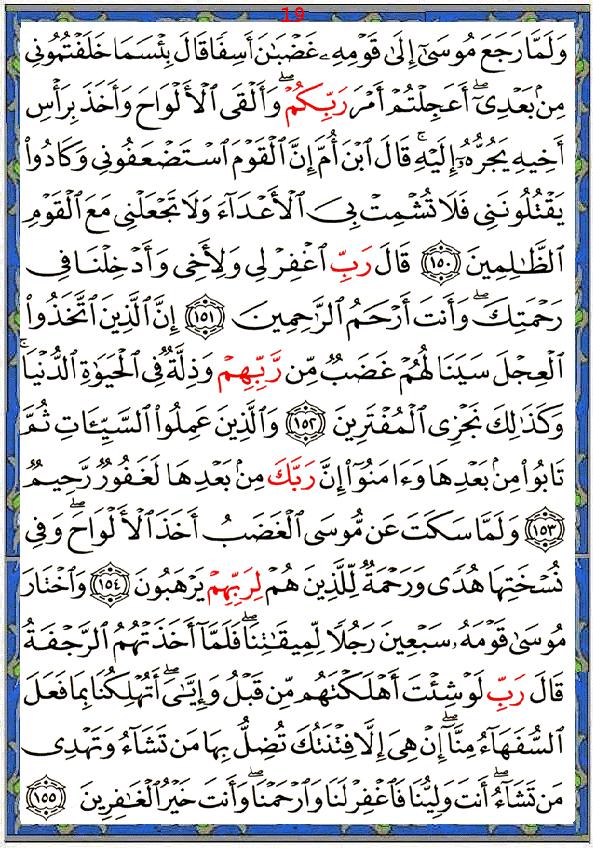 19
وَلَمَّا رَجَعَ مُوسَىٰٓ إِلَىٰ قَوْمِهِۦ غَضْبَٰنَ أَسِفًا قَالَ بِئْسَمَا خَلَفْتُمُونِي
مِنۢ بَعْدِىٓۖ أَعَجِلْتُمْ أَمْرَ رَبِّكُمْۖ وَأَلْقَى ٱلْأَلْوَاحَ وَأَخَذَ بِرَأْسِ
أَخِيهِ يَجُرُّهُۥٓ إِلَيْهِۚ قَالَ ٱبْنَ أُمَّ إِنَّ ٱلْقَوْمَ ٱسْتَضْعَفُونِي وَكَادُوا۟
يَقْتُلُونَنِي فَلَا تُشْمِتْ بِىَ ٱلْأَعْدَآءَ وَلَا تَجْعَلْنِي مَعَ ٱلْقَوْمِ
ٱلظَّٰلِمِينَ ١٥٠ قَالَ رَبِّ ٱغْفِرْ لِي وَلِأَخِي وَأَدْخِلْنَا فِي
رَحْمَتِكَۖ وَأَنتَ أَرْحَمُ ٱلرَّٰحِمِينَ ١٥١ إِنَّ ٱلَّذِينَ ٱتَّخَذُوا۟
ٱلْعِجْلَ سَيَنَالُهُمْ غَضَبٌ مِّن رَّبِّهِمْ وَذِلَّةٌ فِي ٱلْحَيَوٰةِ ٱلدُّنْيَاۚ
وَكَذَٰلِكَ نَجْزِي ٱلْمُفْتَرِينَ ١٥٢ وَٱلَّذِينَ عَمِلُوا۟ ٱلسَّيِّـَٔاتِ ثُمَّ
تَابُوا۟ مِنۢ بَعْدِهَا وَءَامَنُوٓا۟ إِنَّ رَبَّكَ مِنۢ بَعْدِهَا لَغَفُورٌ رَّحِيمٌ
١٥٣ وَلَمَّا سَكَتَ عَن مُّوسَى ٱلْغَضَبُ أَخَذَ ٱلْأَلْوَاحَۖ وَفِي
نُسْخَتِهَا هُدًى وَرَحْمَةٌ لِّلَّذِينَ هُمْ لِرَبِّهِمْ يَرْهَبُونَ ١٥٤ وَٱخْتَارَ
مُوسَىٰ قَوْمَهُۥ سَبْعِينَ رَجُلًا لِّمِيقَٰتِنَاۖ فَلَمَّآ أَخَذَتْهُمُ ٱلرَّجْفَةُ
قَالَ رَبِّ لَوْ شِئْتَ أَهْلَكْتَهُم مِّن قَبْلُ وَإِيَّٰىَۖ أَتُهْلِكُنَا بِمَا فَعَلَ
ٱلسُّفَهَآءُ مِنَّآۖ إِنْ هِىَ إِلَّا فِتْنَتُكَ تُضِلُّ بِهَا مَن تَشَآءُ وَتَهْدِى
مَن تَشَآءُۖ أَنتَ وَلِيُّنَا فَٱغْفِرْ لَنَا وَٱرْحَمْنَاۖ وَأَنتَ خَيْرُ ٱلْغَٰفِرِينَ ١٥٥